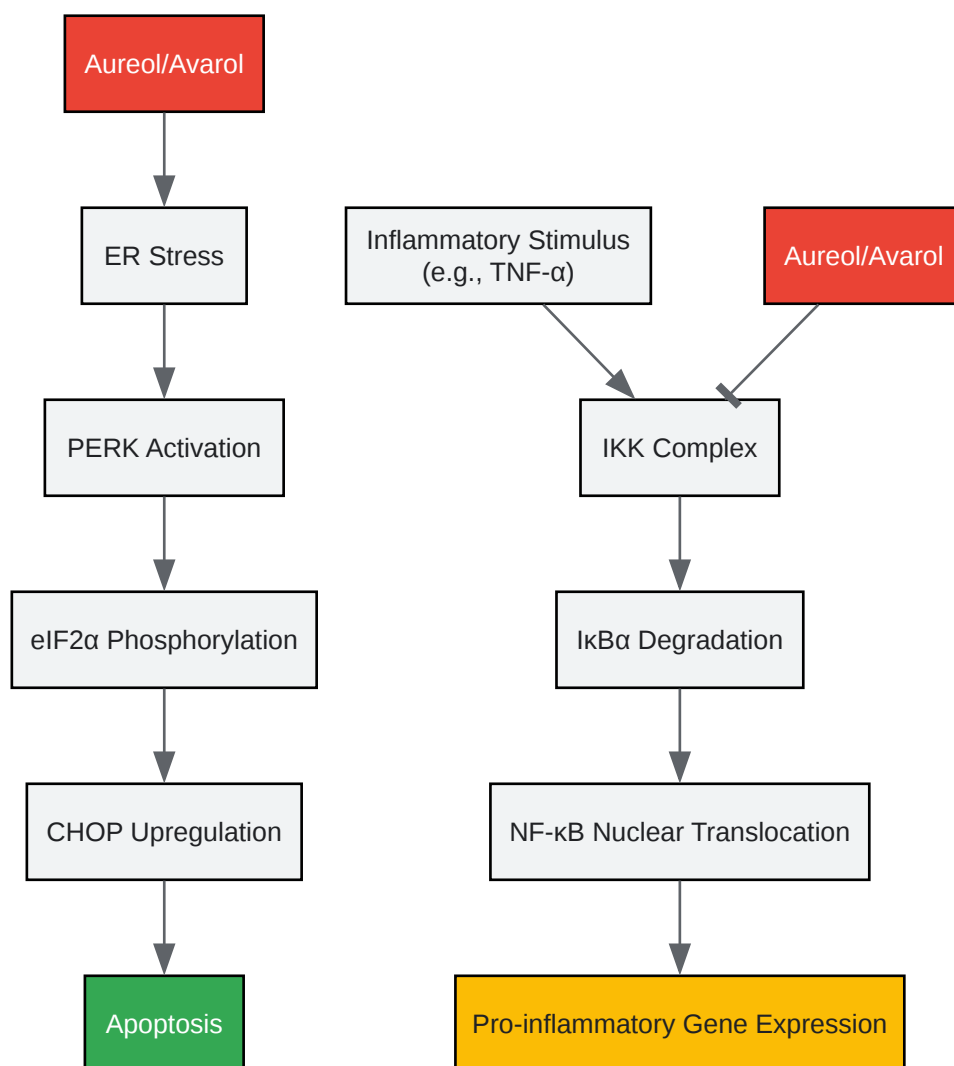 Aureol/Avarol
ER Stress
PERK Activation
eIF2α Phosphorylation
CHOP Upregulation
Apoptosis
Inflammatory Stimulus
(e.g., TNF-α)
Aureol/Avarol
IKK Complex
IκBα Degradation
NF-κB Nuclear Translocation
Pro-inflammatory Gene Expression